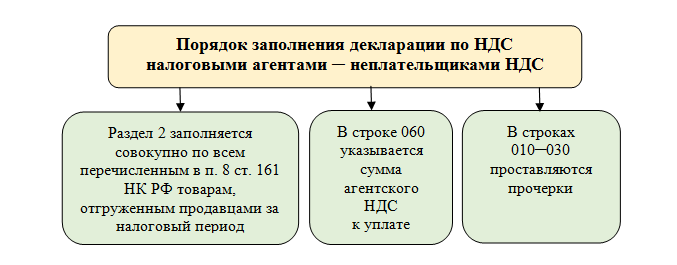 Порядок заполнения декларации по НДС
налоговыми агентами — неплательщиками НДС
Раздел 2 заполняется
совокупно по всем
перечисленным в п. 8 ст. 161
НК РФ товарам,
отгруженным продавцами за
налоговый период
В строке 060
указывается
сумма
агентского
НДС
к уплате
В строках
010—030
проставляются
прочерки